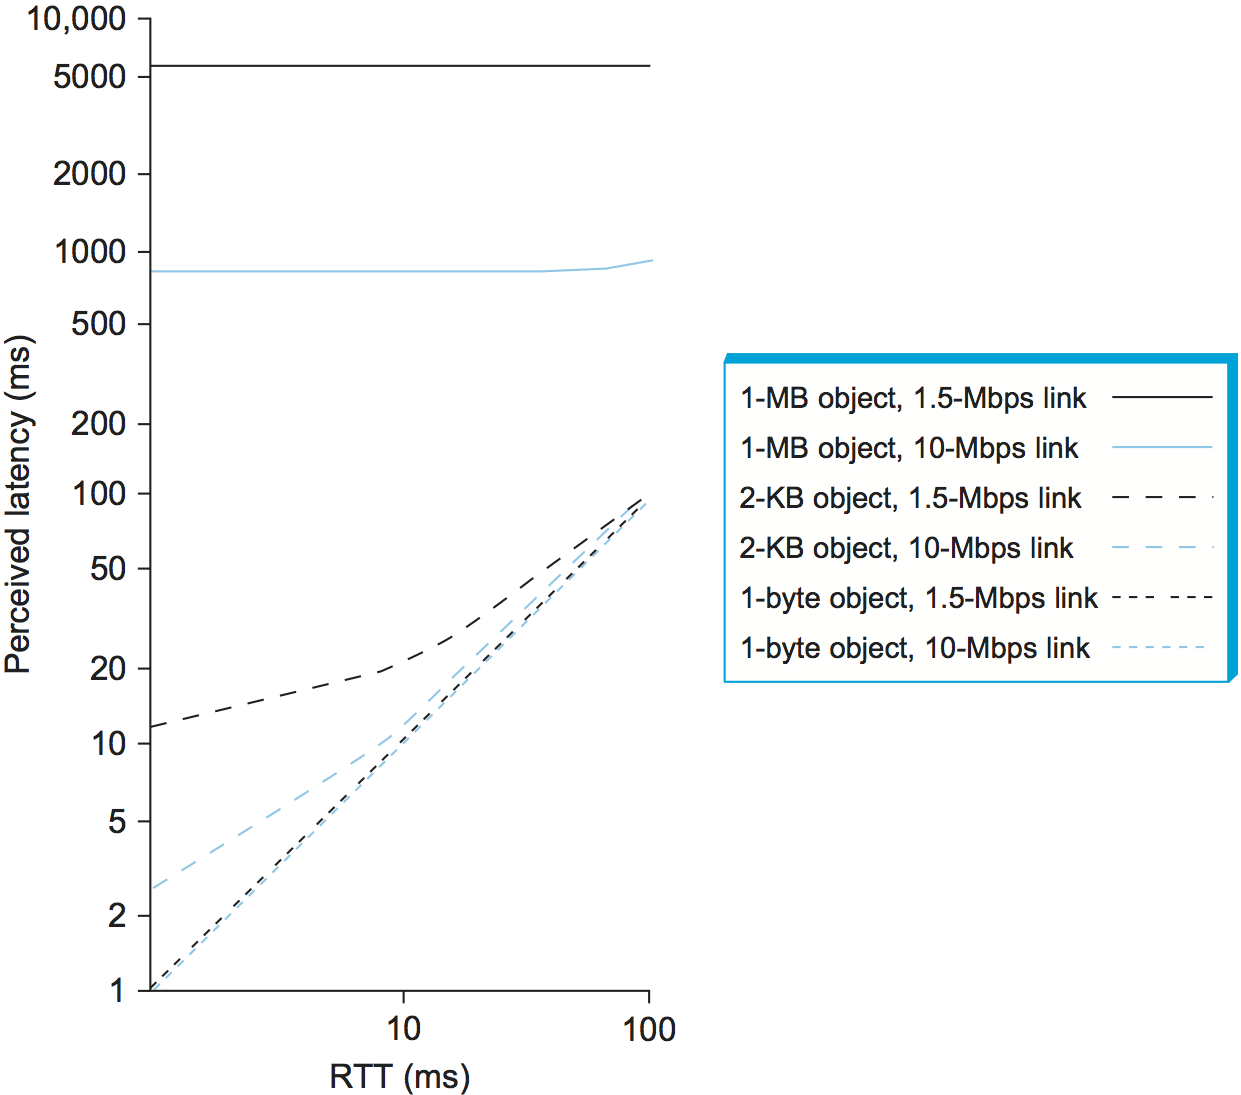 10,000
5000
2000
1000
500
200
100
50
20
10
5
2
1
Perceived latency (ms)
10
100
RTT (ms)
1-MB object, 1.5-Mbps link
1-MB object, 10-Mbps link
2-KB object, 1.5-Mbps link
2-KB object, 10-Mbps link
1-byte object, 1.5-Mbps link
1-byte object, 10-Mbps link